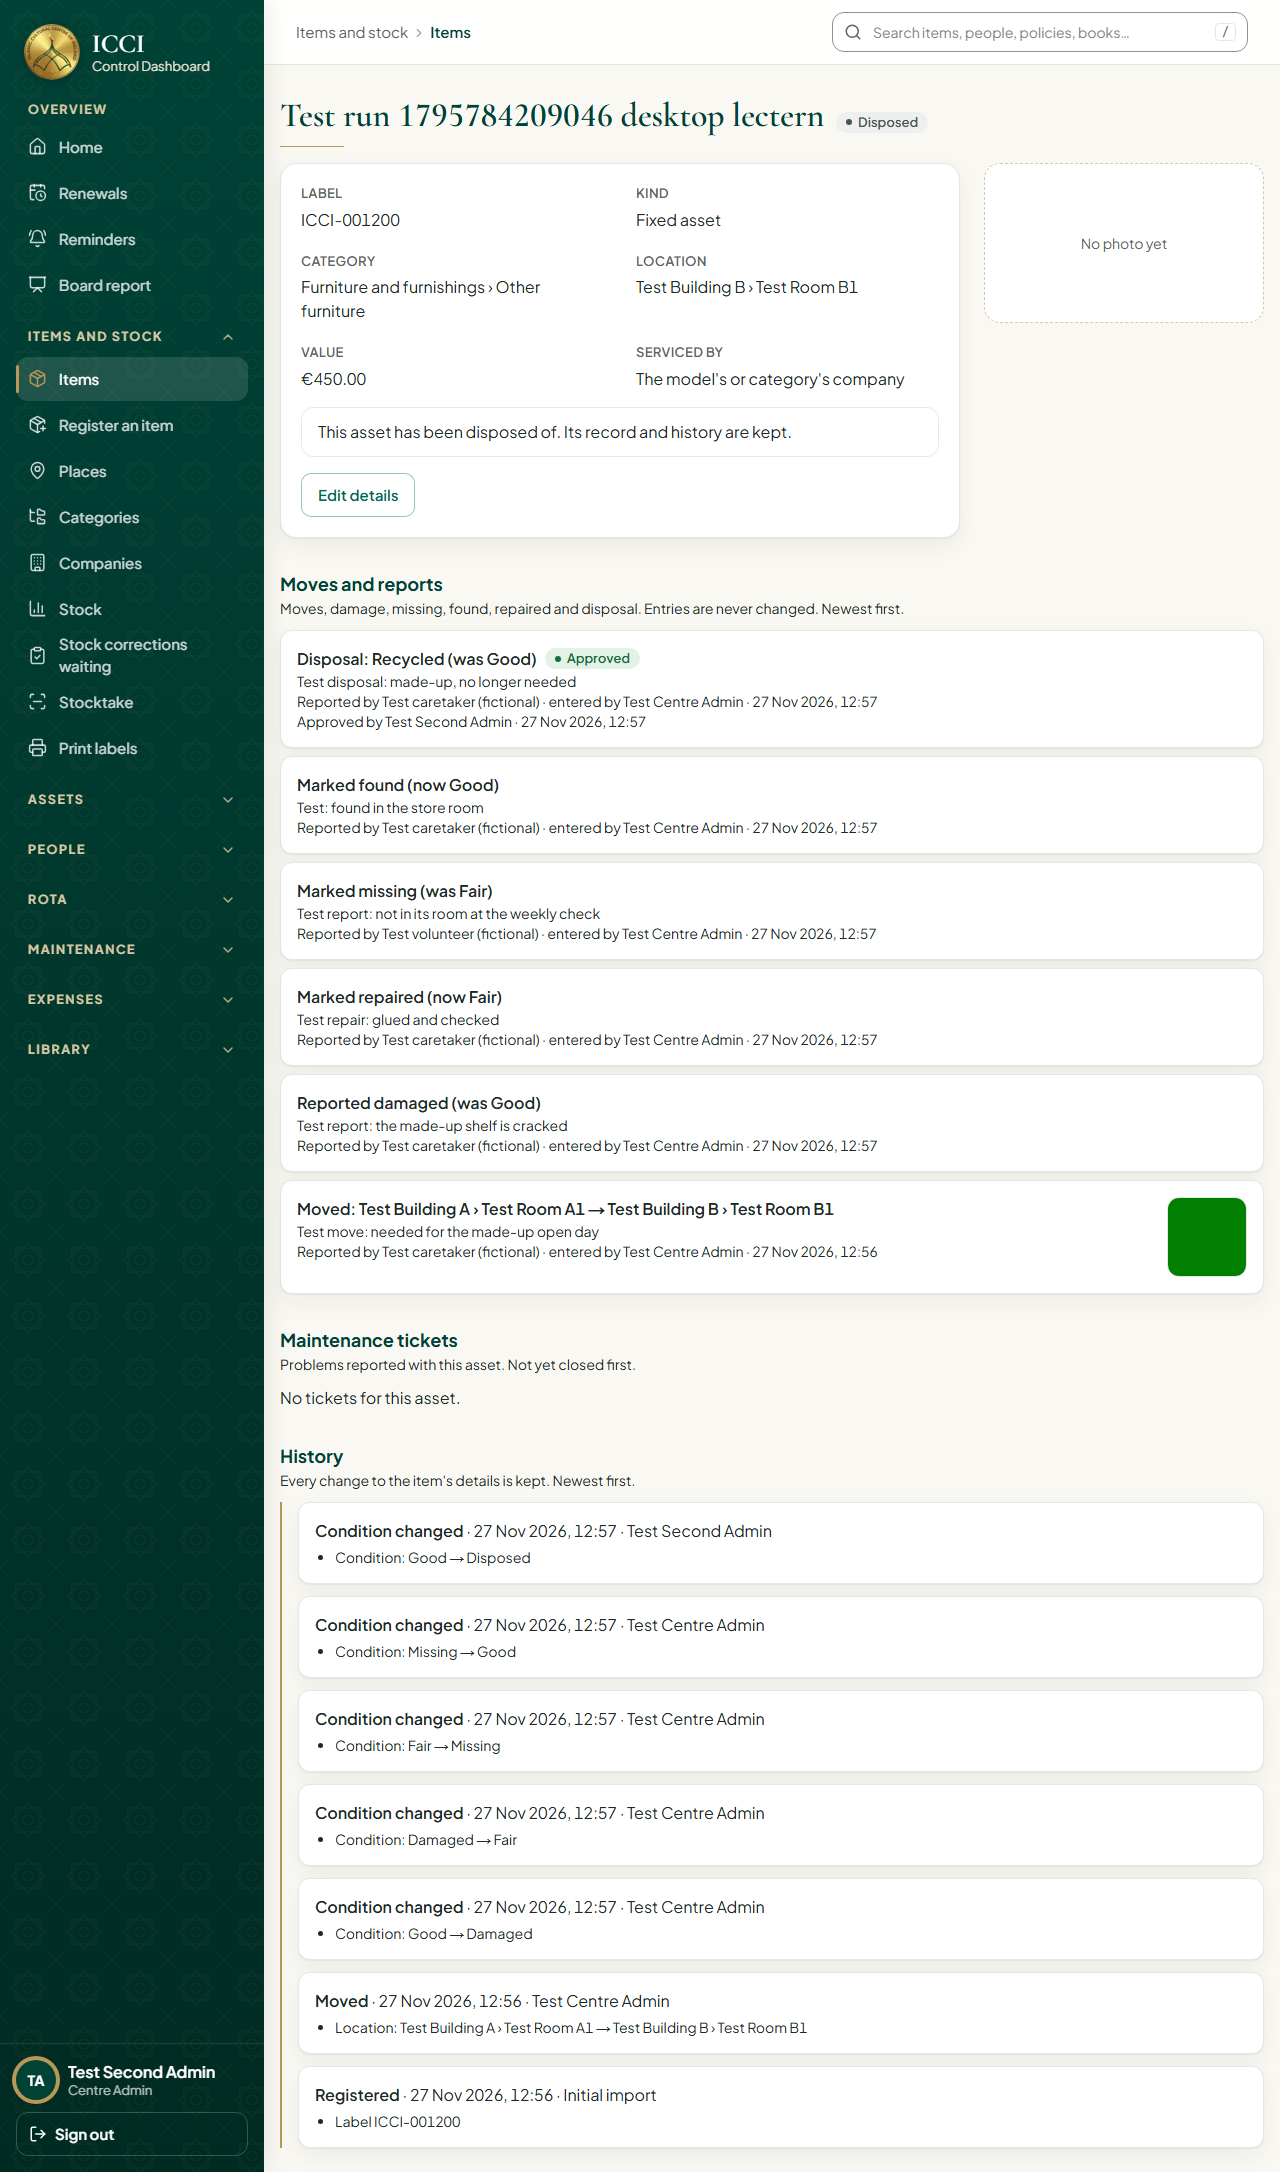 ICCI
Control Dashboard
OVERVIEW
Home
Renewals
Reminders
Board report
ITEMS AND STOCK
Items
Register an item
Places
Categories
Companies
Stock
Stock corrections
waiting
Stocktake
Print labels
ASSETS
PEOPLE
ROTA
MAINTENANCE
EXPENSES
LIBRARY
TA
Test Second Admin
Centre Admin
Sign out
Items and stock › Items
Search items, people, policies, books…
/
Test run 1795784209046 desktop lectern
Disposed
LABEL
ICCI-001200
KIND
Fixed asset
CATEGORY
Furniture and furnishings › Other
furniture
LOCATION
Test Building B › Test Room B1
VALUE
€450.00
SERVICED BY
The model's or category's company
This asset has been disposed of. Its record and history are kept.
Edit details
No photo yet
Moves and reports
Moves, damage, missing, found, repaired and disposal. Entries are never changed. Newest first.
Disposal: Recycled (was Good)
Approved
Test disposal: made-up, no longer needed
Reported by Test caretaker (fictional) · entered by Test Centre Admin · 27 Nov 2026, 12:57
Approved by Test Second Admin · 27 Nov 2026, 12:57
Marked found (now Good)
Test: found in the store room
Reported by Test caretaker (fictional) · entered by Test Centre Admin · 27 Nov 2026, 12:57
Marked missing (was Fair)
Test report: not in its room at the weekly check
Reported by Test volunteer (fictional) · entered by Test Centre Admin · 27 Nov 2026, 12:57
Marked repaired (now Fair)
Test repair: glued and checked
Reported by Test caretaker (fictional) · entered by Test Centre Admin · 27 Nov 2026, 12:57
Reported damaged (was Good)
Test report: the made-up shelf is cracked
Reported by Test caretaker (fictional) · entered by Test Centre Admin · 27 Nov 2026, 12:57
Moved: Test Building A › Test Room A1 → Test Building B › Test Room B1
Test move: needed for the made-up open day
Reported by Test caretaker (fictional) · entered by Test Centre Admin · 27 Nov 2026, 12:56
Maintenance tickets
Problems reported with this asset. Not yet closed first.
No tickets for this asset.
History
Every change to the item's details is kept. Newest first.
Condition changed · 27 Nov 2026, 12:57 · Test Second Admin
• Condition: Good → Disposed
Condition changed · 27 Nov 2026, 12:57 · Test Centre Admin
• Condition: Missing → Good
Condition changed · 27 Nov 2026, 12:57 · Test Centre Admin
• Condition: Fair → Missing
Condition changed · 27 Nov 2026, 12:57 · Test Centre Admin
• Condition: Damaged → Fair
Condition changed · 27 Nov 2026, 12:57 · Test Centre Admin
• Condition: Good → Damaged
Moved · 27 Nov 2026, 12:56 · Test Centre Admin
• Location: Test Building A › Test Room A1 → Test Building B › Test Room B1
Registered · 27 Nov 2026, 12:56 · Initial import
• Label ICCI-001200